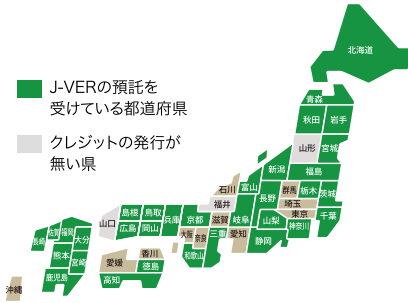 北海道
J-VERの預託を
受けている都道府県
クレジットの発行が
無い県
青森
秋田 岩手
山形 宮城
新潟 福島
石川 富山 群馬 栃木 茨城
福井 長野 埼玉
山口 島根 鳥取 兵庫 京都 滋賀 岐阜 山梨 東京 千葉
広島 岡山 大阪 奈良 三重 愛知 静岡 神奈川
長崎 佐賀 福岡 大分 和歌山
熊本 宮崎 愛媛 香川
徳島
鹿児島 高知
沖縄